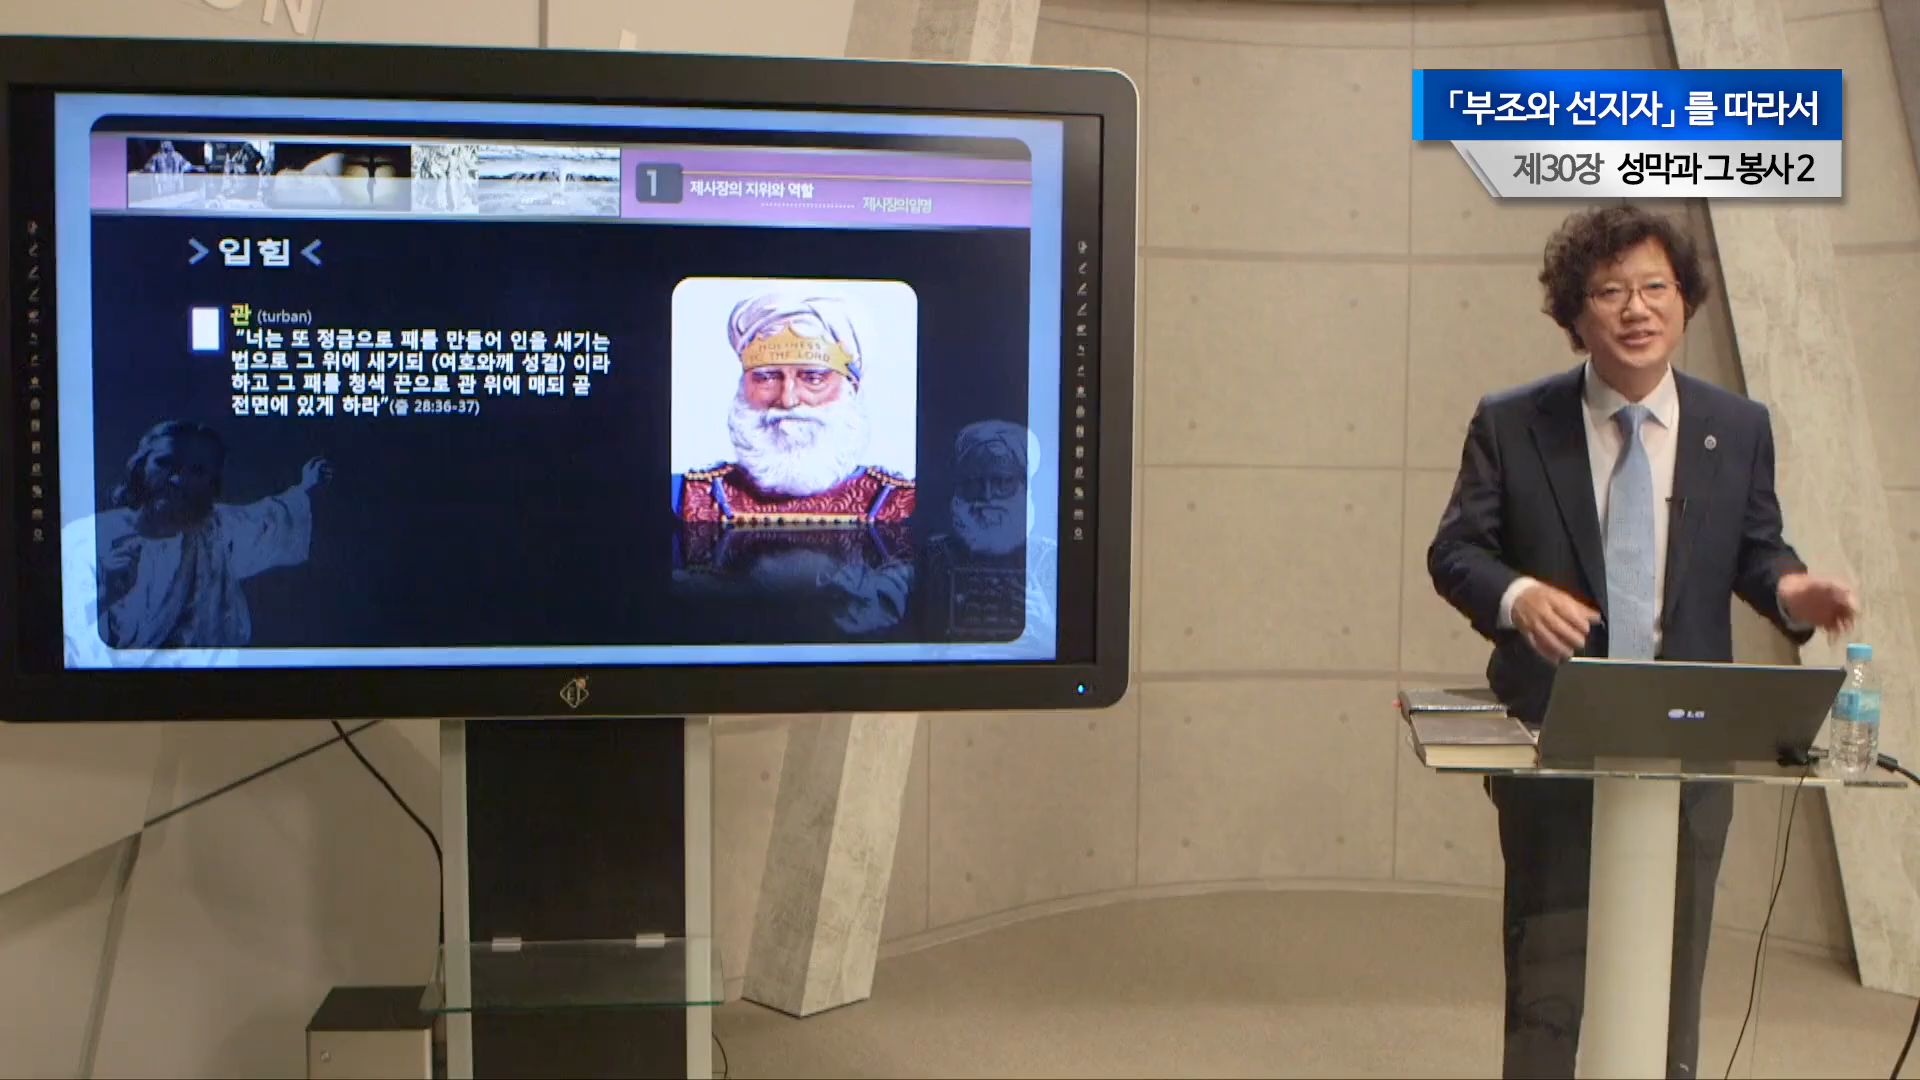 ON
「부조와 선지자」를 따라서
제30장 성막과 그 봉사 2
1 제사장의 지위와 역할
제사장의 임명
> 입 힘 <
관 (turban)
"너는 또 정금으로 패를 만들어 인을 새기는
법으로 그 위에 새기되 (여호와께 성결) 이라
하고 그 패를 청색 끈으로 관 위에 매되 곧
전면에 있게 하라"(출 28:36-37)
HOLINESS
TO THE LORD
LG